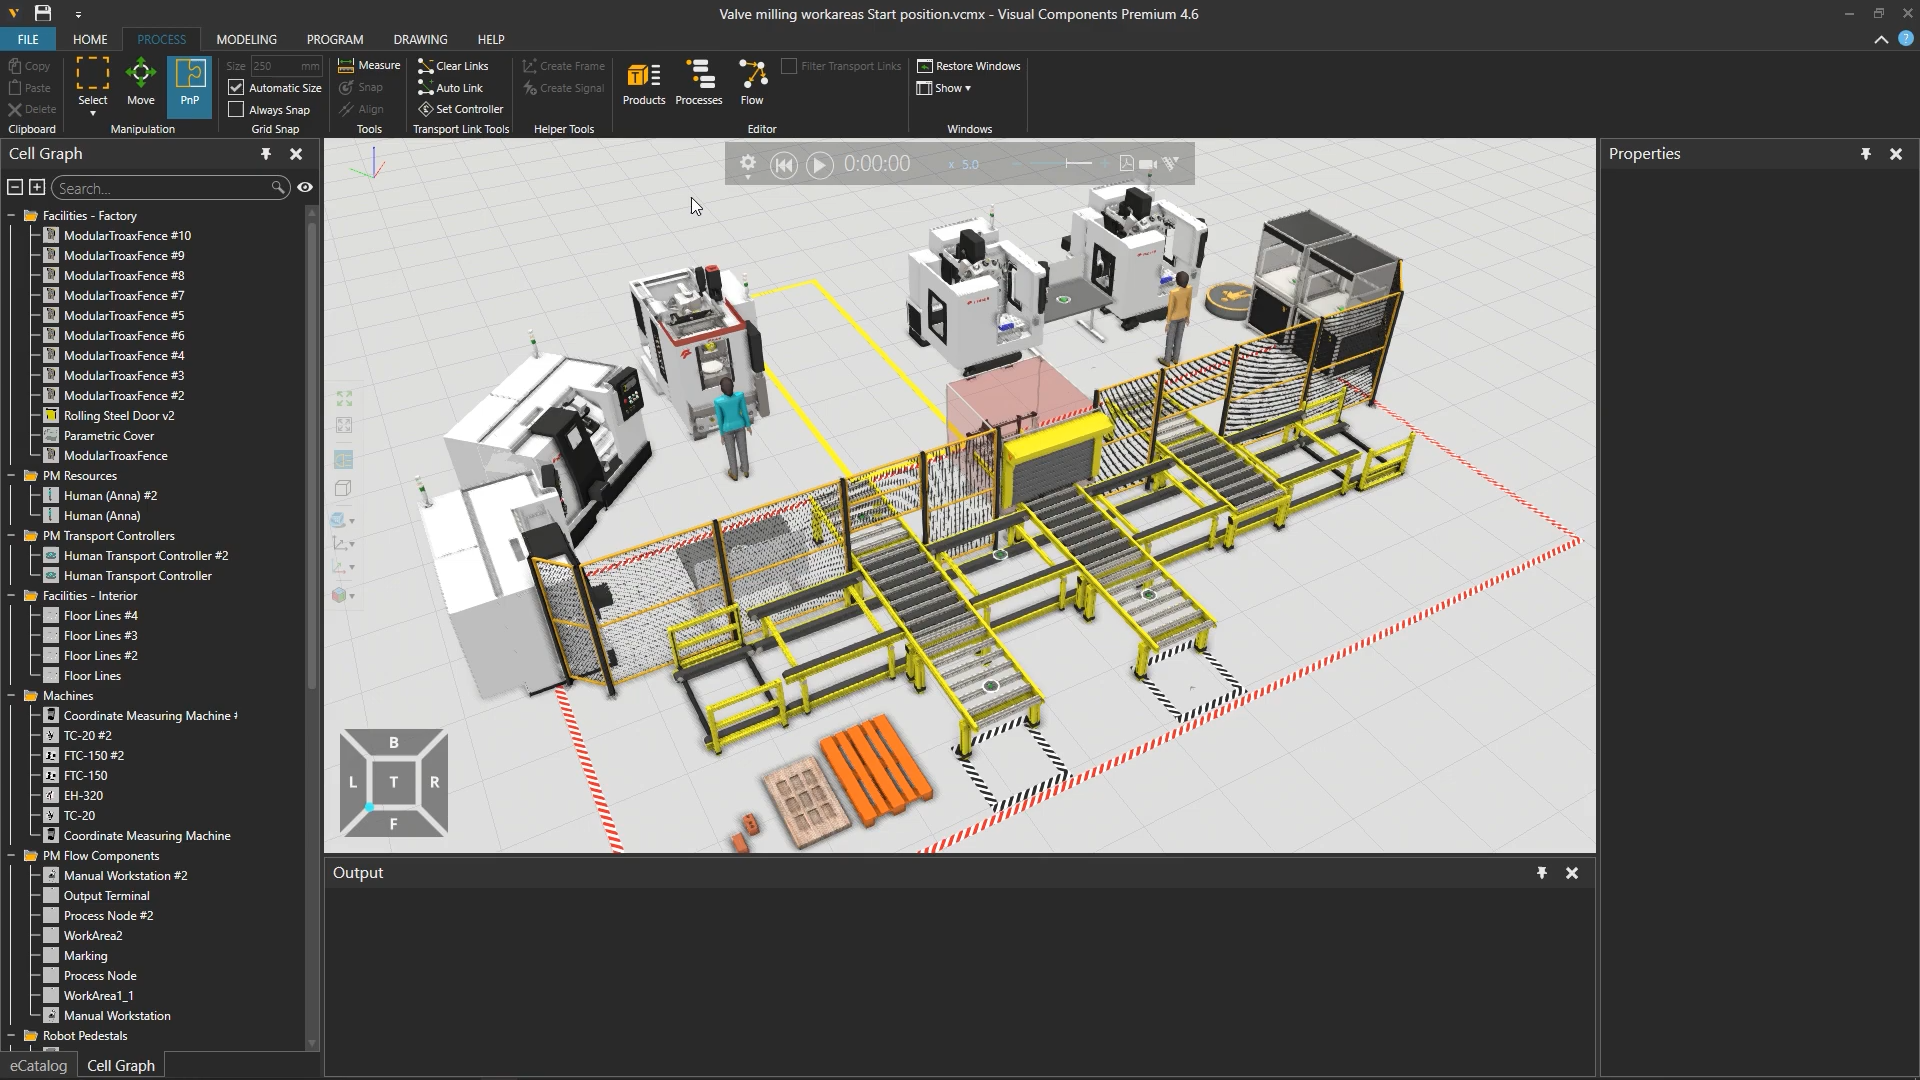 Valve milling workareas Start position.vcmx - Visual Components Premium 4.6
FILE HOME PROCESS MODELING PROGRAM DRAWING HELP
Copy
Paste
Delete
Clipboard
Select
Move
PnP
Manipulation
Size 250 mm
Automatic Size
Always Snap
Grid Snap
Measure
Snap
Align
Tools
Clear Links
Auto Link
Set Controller
Transport Link Tools
Create Frame
Create Signal
Helper Tools
Products
Processes
Flow
Filter Transport Links
Editor
Restore Windows
Show
Windows
Cell Graph
Search...
Facilities - Factory
ModularTroaxFence #10
ModularTroaxFence #9
ModularTroaxFence #8
ModularTroaxFence #7
ModularTroaxFence #5
ModularTroaxFence #6
ModularTroaxFence #4
ModularTroaxFence #3
ModularTroaxFence #2
Rolling Steel Door v2
Parametric Cover
ModularTroaxFence
PM Resources
Human (Anna) #2
Human (Anna)
PM Transport Controllers
Human Transport Controller #2
Human Transport Controller
Facilities - Interior
Floor Lines #4
Floor Lines #3
Floor Lines #2
Floor Lines
Machines
Coordinate Measuring Machine #
TC-20 #2
FTC-150 #2
FTC-150
EH-320
TC-20
Coordinate Measuring Machine
PM Flow Components
Manual Workstation #2
Output Terminal
Process Node #2
WorkArea2
Marking
Process Node
WorkArea1_1
Manual Workstation
Robot Pedestals
eCatalog
Cell Graph
0:00:00
x 5.0
B
L T R
F
Output
Properties